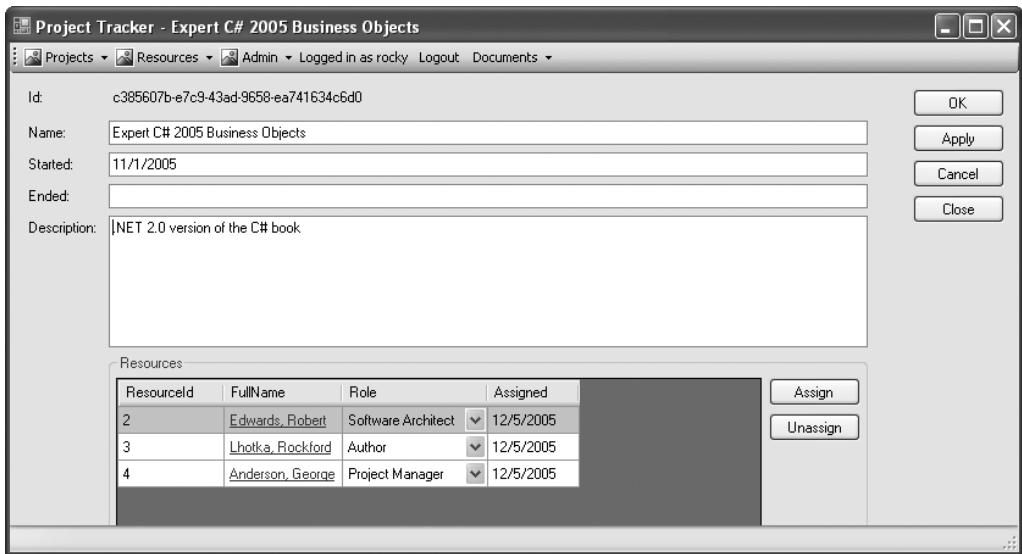 Project Tracker - Expert C# 2005 Business Objects
Projects Resources Admin Logged in as rocky Logout Documents
Id: c385607b-e7c9-43ad-9658-ea741634c6d0
OK
Name: Expert C# 2005 Business Objects
Apply
Started: 11/1/2005
Cancel
Ended:
Close
Description: .NET 2.0 version of the C# book
Resources
ResourceId FullName Role Assigned
Assign
2 Edwards, Robert Software Architect 12/5/2005
Unassign
3 Lhotka, Rockford Author 12/5/2005
4 Anderson, George Project Manager 12/5/2005